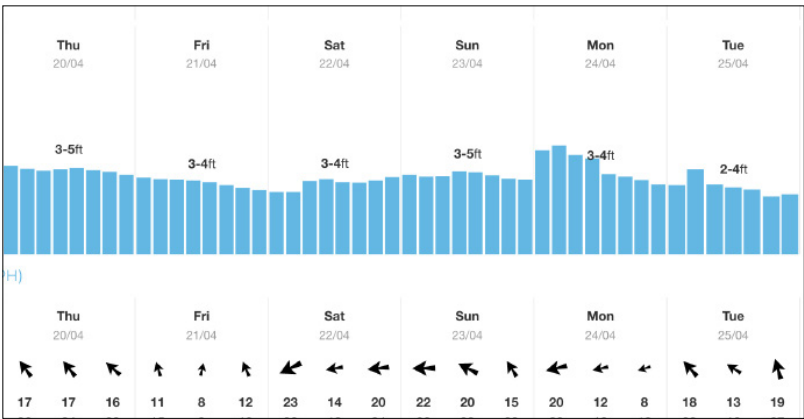 Thu Fri Sat Sun Mon Tue
20/04 21/04 22/04 23/04 24/04 25/04
3-5ft 3-4ft 3-4ft 3-5ft 3-4ft 2-4ft
PH)
Thu Fri Sat Sun Mon Tue
20/04 21/04 22/04 23/04 24/04 25/04
17 17 16 11 8 12 23 14 20 22 20 15 20 12 8 18 13 19